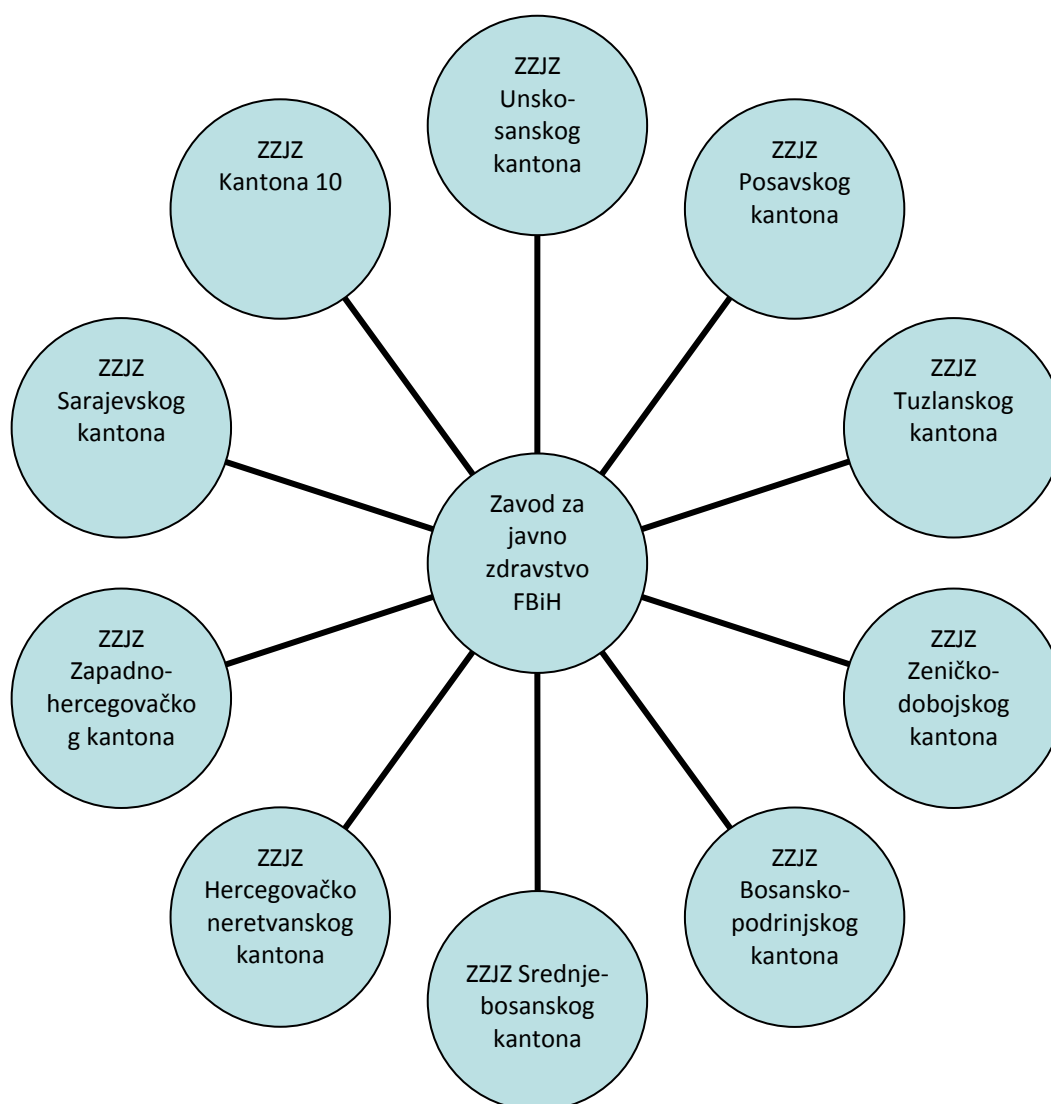 ZZJZ
Unsko-
sanskog
kantona
ZZJZ
Posavskog
kantona
ZZJZ
Tuzlanskog
kantona
ZZJZ
Zeničko-
dobojskog
kantona
ZZJZ
Bosansko-
podrinjskog
kantona
ZZJZ Srednje-
bosanskog
kantona
ZZJZ
Hercegovačko
neretvanskog
kantona
ZZJZ
Zapadno-
hercegovačko
g kantona
ZZJZ
Sarajevskog
kantona
ZZJZ
Kantona 10
Zavod za
javno
zdravstvo
FBiH